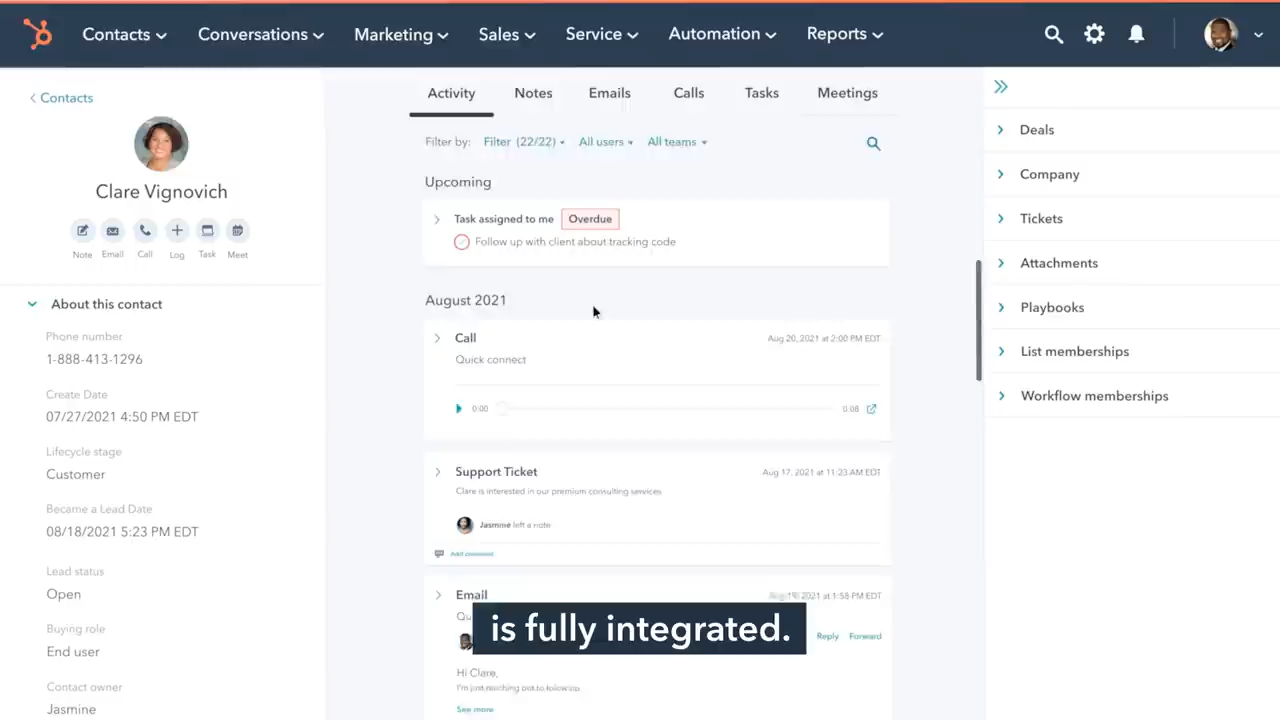 Contacts Conversations Marketing Sales Service Automation Reports
Contacts
Clare Vignovich
Note Email Call Log Task Meet
About this contact
Phone number
1-888-413-1296
Create Date
07/27/2021 4:50 PM EDT
Lifecycle stage
Customer
Became a Lead Date
08/18/2021 5:23 PM EDT
Lead status
Open
Buying role
End user
Contact owner
Jasmine
Activity Notes Emails Calls Tasks Meetings
Filter by: Filter (22/22) All users All teams
Upcoming
Task assigned to me Overdue
Follow up with client about tracking code
August 2021
Call Aug 20, 2021 at 2:00 PM EDT
Quick connect
0:00 0:08
Support Ticket Aug 17, 2021 at 11:23 AM EDT
Clare is interested in our premium consulting services
Jasmine left a note
Add comment
Email 2021 at 1:58 PM EDT
is fully integrated.
Reply Forward
Hi Clare,
I'm just reaching out to follow up.
See more
Deals
Company
Tickets
Attachments
Playbooks
List memberships
Workflow memberships